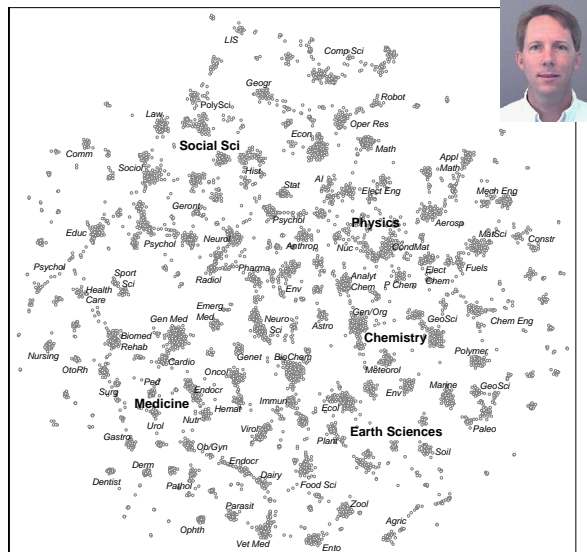 LIS
Comp Sci
Geogr
Robot
PolySci
Law
Oper Res
Econ
Social Sci
Math
Comm
Appl
Math
Sociol
Hist
AI
Stat
Elect Eng
Mech Eng
Geront
Psychol
Physics
Aerosp
Educ
Psychol
Neurol
Anthrop
Nuc
CondMat
MatSci
Constr
Psychol
Sport
Sci
Radiol
Pharma
Env
Analyt
Chem
P Chem
Elect
Chem
Fuels
Health
Care
Emerg
Med
Gen Med
Neuro
Sci
Astro
Gen/Org
GeoSci
Chem Eng
Chemistry
Nursing
Biomed
Rehab
Cardio
Genet
BioChem
Meteorol
Polymer
OtoRh
Oncol
Surg
Ped
Endocr
Env
Marine
GeoSci
Medicine
Hemat
Immun
Ecol
Urol
Nutr
Virol
Plant
Earth Sciences
Paleo
Gastro
Ob/Gyn
Soil
Derm
Endocr
Dentist
Pathol
Dairy
Food Sci
Parasit
Zool
Ophth
Vet Med
Agric
Ento